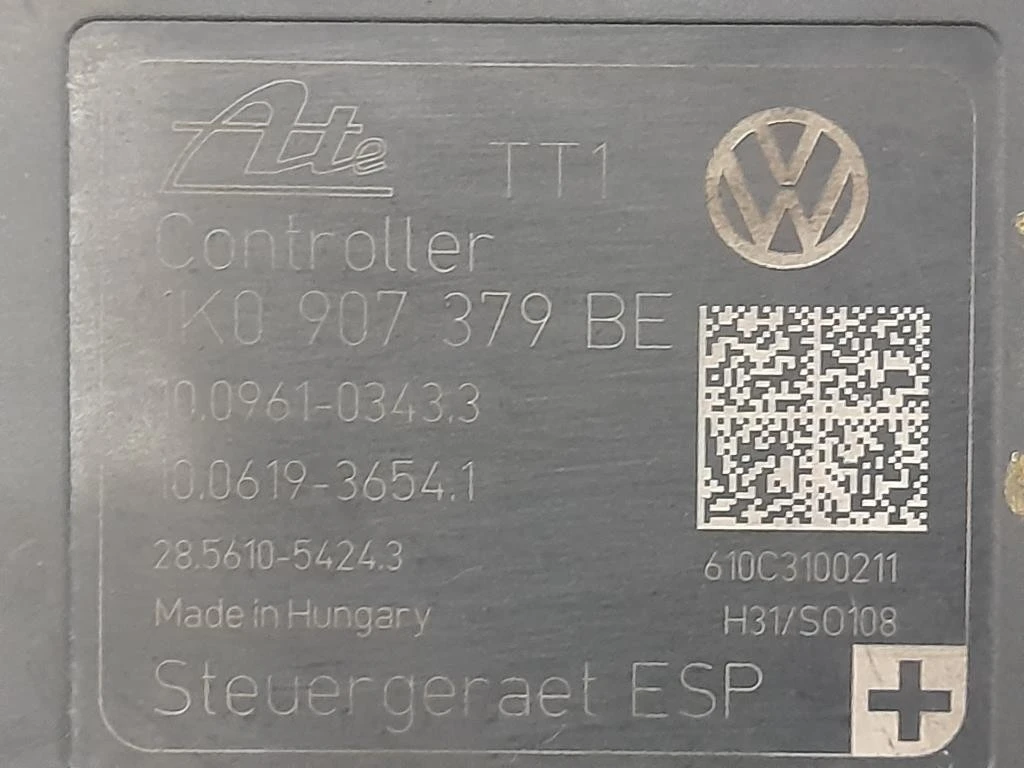 Ate TT1
Controller
1K0 907 379 BE
10.0961-0343.3
10.0619-3654.1
28.5610-5424.3
610C3100211
Made in Hungary
H31/SO108
Steuergeraet ESP